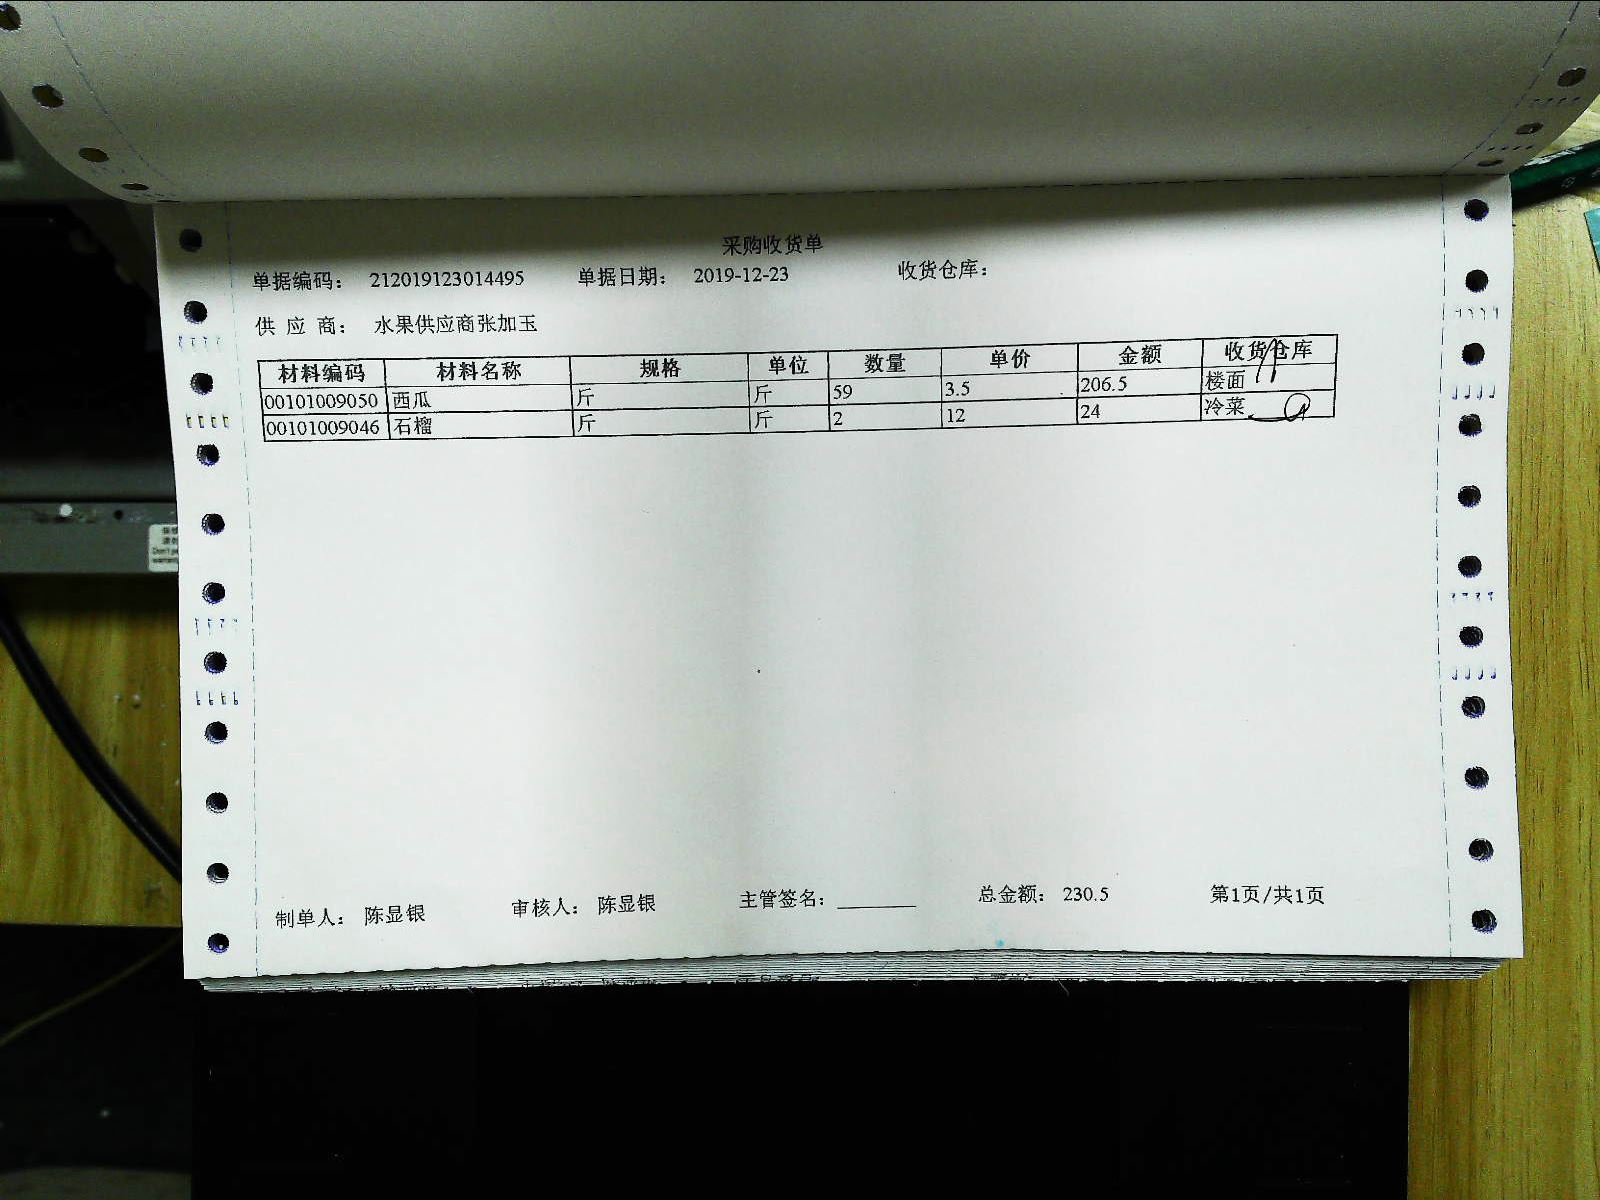 采购收货单
单据编码： 212019123014495 单据日期： 2019-12-23 收货仓库：
供 应 商： 水果供应商张加玉
材料编码 材料名称 规格 单位 数量 单价 金额 收货仓库
00101009050 西瓜 斤 斤 59 3.5 206.5 楼面
00101009046 石榴 斤 斤 2 12 24 冷菜
制单人： 陈显银 审核人： 陈显银 主管签名：________ 总金额： 230.5 第1页/共1页